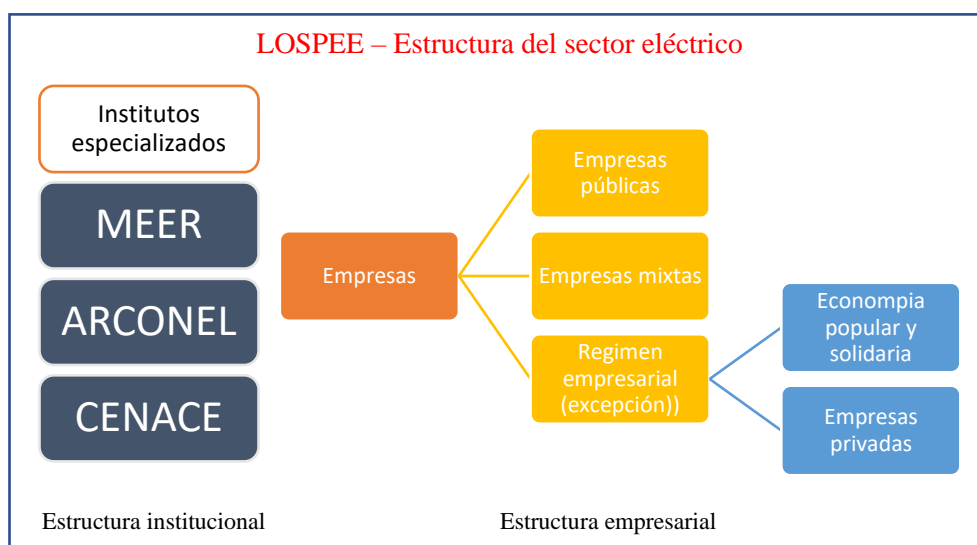 LOSPEE – Estructura del sector eléctrico
Institutos
especializados
MEER
ARCONEL
CENACE
Empresas
Empresas
públicas
Empresas mixtas
Regimen
empresarial
(excepción))
Econompia
popular y
solidaria
Empresas
privadas
Estructura institucional
Estructura empresarial